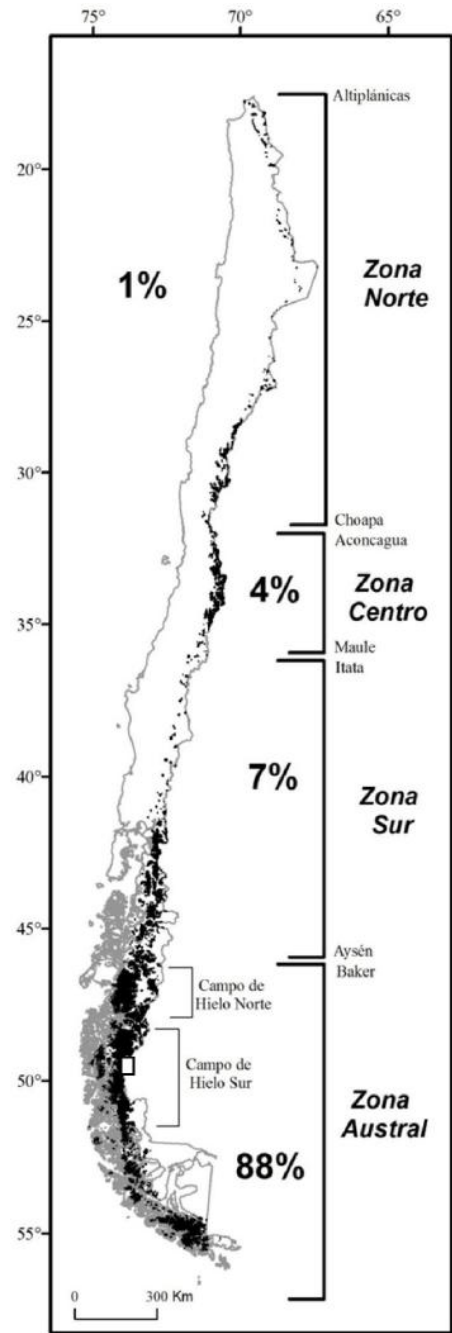 75°
70°
65°
Altiplánicas
20°
Zona
Norte
1%
25°
30°
Choapa
Aconcagua
4%
Zona
Centro
35°
Maule
Itata
7%
Zona
Sur
40°
45°
Aysén
Baker
Campo de
Hielo Norte
Campo de
Hielo Sur
50°
Zona
Austral
88%
55°
0 300 Km